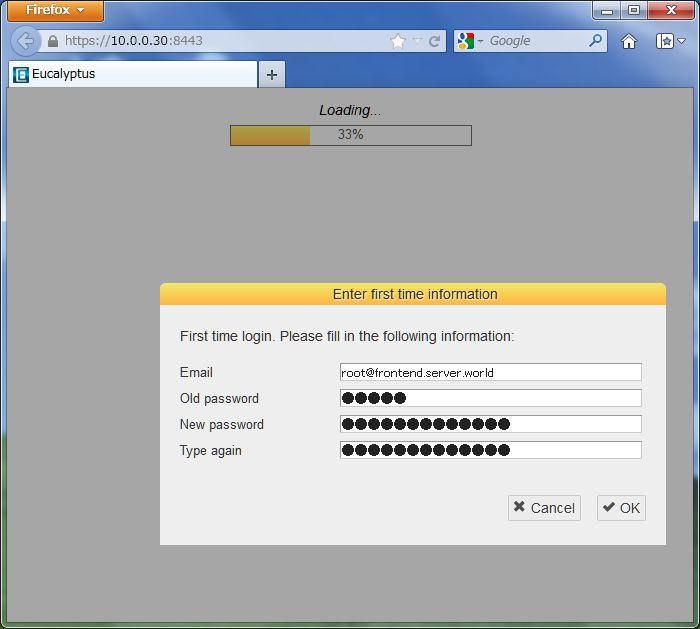 Firefox
https://10.0.0.30:8443
Google
Eucalyptus
Loading...
33%
Enter first time information
First time login. Please fill in the following information:
Email root@frontend.server.world
Old password ●●●●●
New password ●●●●●●●●●●●●●
Type again ●●●●●●●●●●●●●
Cancel OK